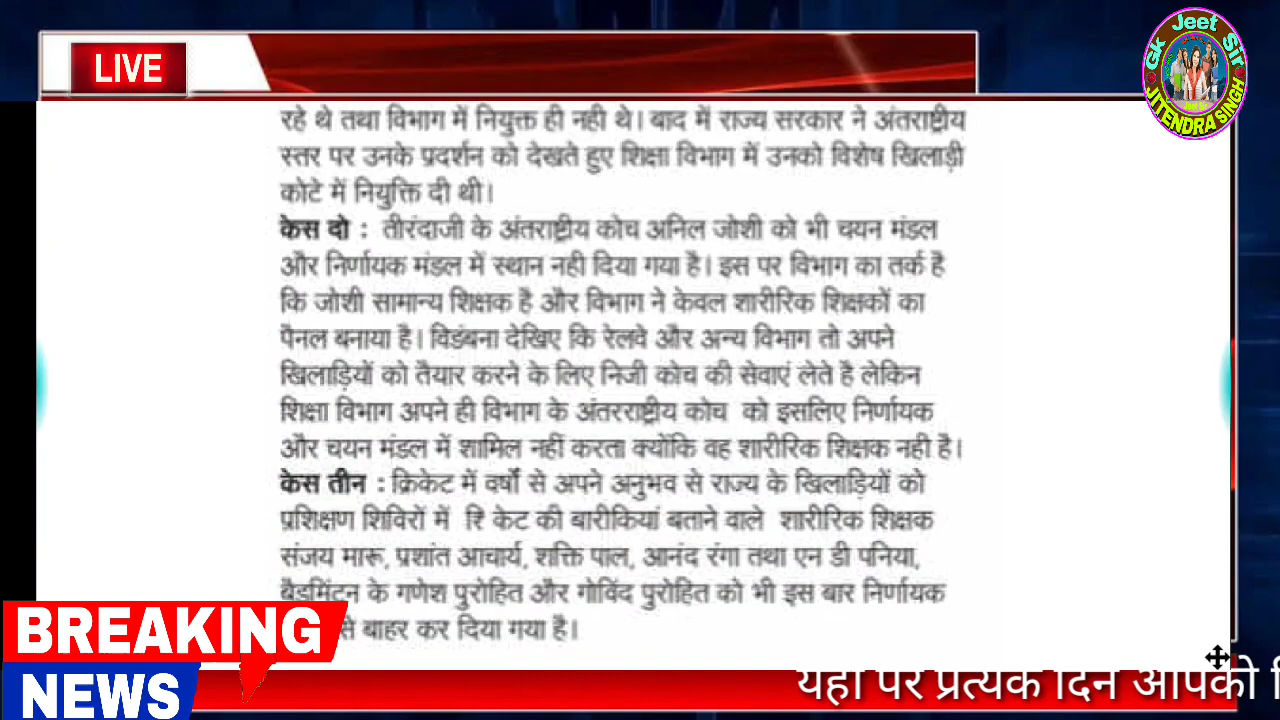 LIVE
Gk Jeet Sir
JITENDRA SINGH
रहे थे तथा विभाग में नियुक्त ही नही थे। बाद में राज्य सरकार ने अंतराष्ट्रीय
स्तर पर उनके प्रदर्शन को देखते हुए शिक्षा विभाग में उनको विशेष खिलाड़ी
कोटे में नियुक्ति दी थी।
केस दो : तीरंदाजी के अंतराष्ट्रीय कोच अनिल जोशी को भी चयन मंडल
और निर्णायक मंडल में स्थान नही दिया गया है। इस पर विभाग का तर्क है
कि जोशी सामान्य शिक्षक है और विभाग ने केवल शारीरिक शिक्षकों का
पैनल बनाया है। विडंबना देखिए कि रेलवे और अन्य विभाग तो अपने
खिलाड़ियों को तैयार करने के लिए निजी कोच की सेवाएं लेते है लेकिन
शिक्षा विभाग अपने ही विभाग के अंतरराष्ट्रीय कोच को इसलिए निर्णायक
और चयन मंडल में शामिल नहीं करता क्योंकि वह शारीरिक शिक्षक नही है।
केस तीन : क्रिकेट में वर्षों से अपने अनुभव से राज्य के खिलाड़ियों को
प्रशिक्षण शिविरों में रि केट की बारीकियां बताने वाले शारीरिक शिक्षक
संजय मारू, प्रशांत आचार्य, शक्ति पाल, आनंद रंगा तथा एन डी पनिया,
बैडमिंटन के गणेश पुरोहित और गोविंद पुरोहित को भी इस बार निर्णायक
से बाहर कर दिया गया है।
BREAKING
NEWS
यहां पर प्रत्येक दिन आपको